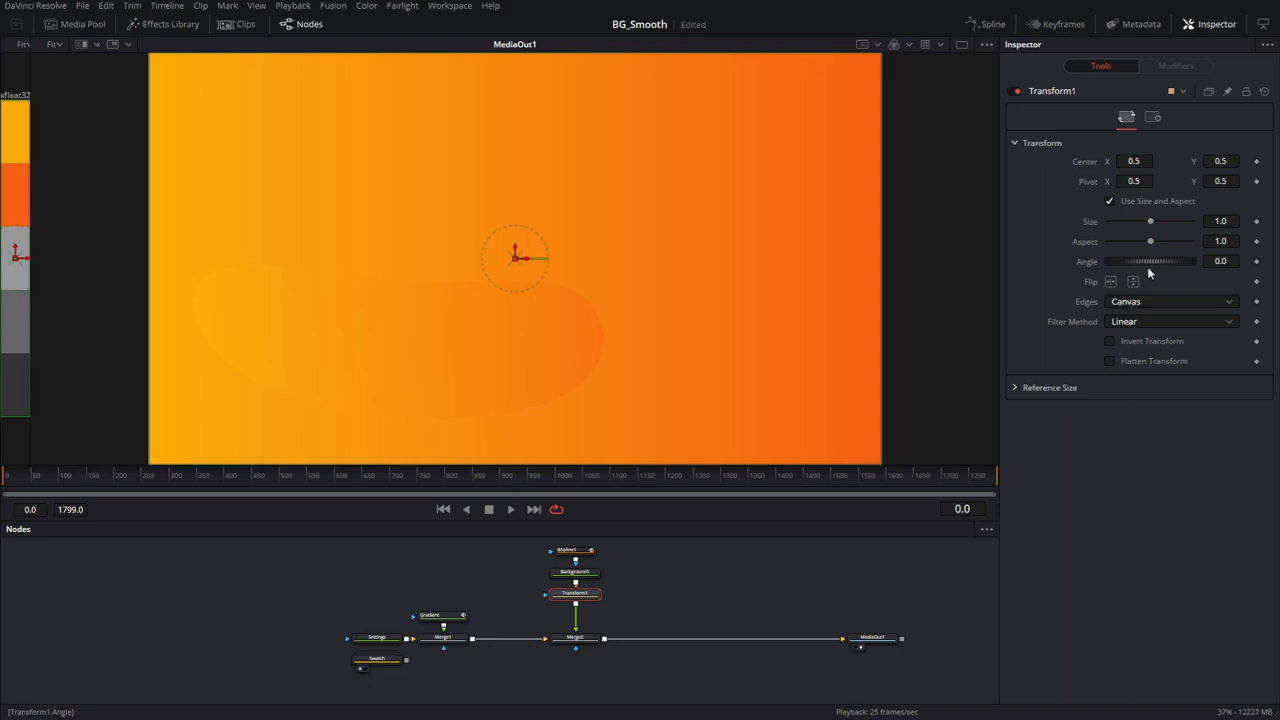 DaVinci Resolve File Edit Trim Timeline Clip Mark View Playback Fusion Color Fairlight Workspace Help
Media Pool Effects Library Clips Nodes BG_Smooth Edited Spline Keyframes Metadata Inspector
Fit Fit MediaOut1 Inspector
Tools Modifiers
xfloat32 Transform1
Transform
Center X 0.5 Y 0.5
Pivot X 0.5 Y 0.5
Use Size and Aspect
Size 1.0
Aspect 1.0
Angle 0.0
Flip
Edges Canvas
Filter Method Linear
Invert Transform
Flatten Transform
Reference Size
0 50 100 150 200 250 300 350 400 450 500 550 600 650 700 750 800 850 900 950 1000 1050 1100 1150 1200 1250 1300 1350 1400 1450 1500 1550 1600 1650 1700 1750
0.0 1799.0 0.0
Nodes
BSpline1
Background1
Transform1
Gradient
Settings Merge1 Merge2 MediaOut1
Swatch
[Transform1.Angle] Playback: 25 frames/sec 37% - 12227 MB